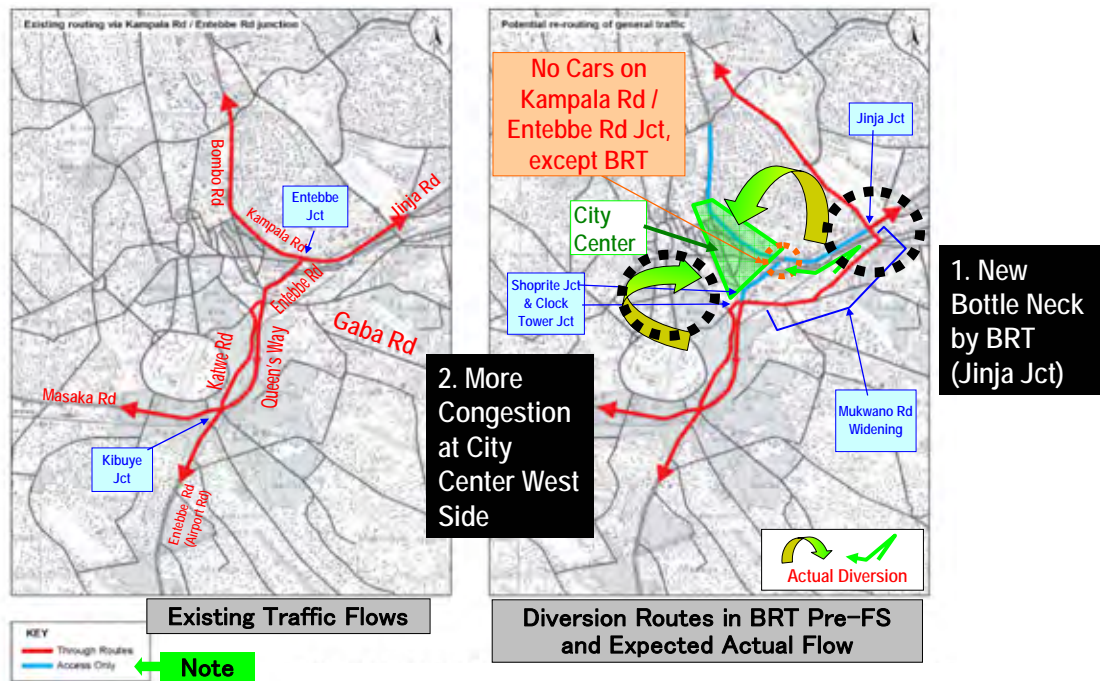 Existing routing via Kampala Rd / Entebbe Rd junction
Bombo Rd
Kampala Rd
Entebbe
Jct
Jinja Rd
Entebbe Rd
Gaba Rd
Katwe Rd
Queen's Way
Masaka Rd
Kibuye
Jct
Entebbe Rd
(Airport Rd)
Existing Traffic Flows
KEY
Through Routes
Access Only
Note
Potential re-routing of general traffic
No Cars on
Kampala Rd /
Entebbe Rd Jct,
except BRT
Jinja Jct
City
Center
Shoprite Jct
& Clock
Tower Jct
1. New
Bottle Neck
by BRT
(Jinja Jct)
2. More
Congestion
at City
Center West
Side
Mukwano Rd
Widening
Actual Diversion
Diversion Routes in BRT Pre-FS
and Expected Actual Flow